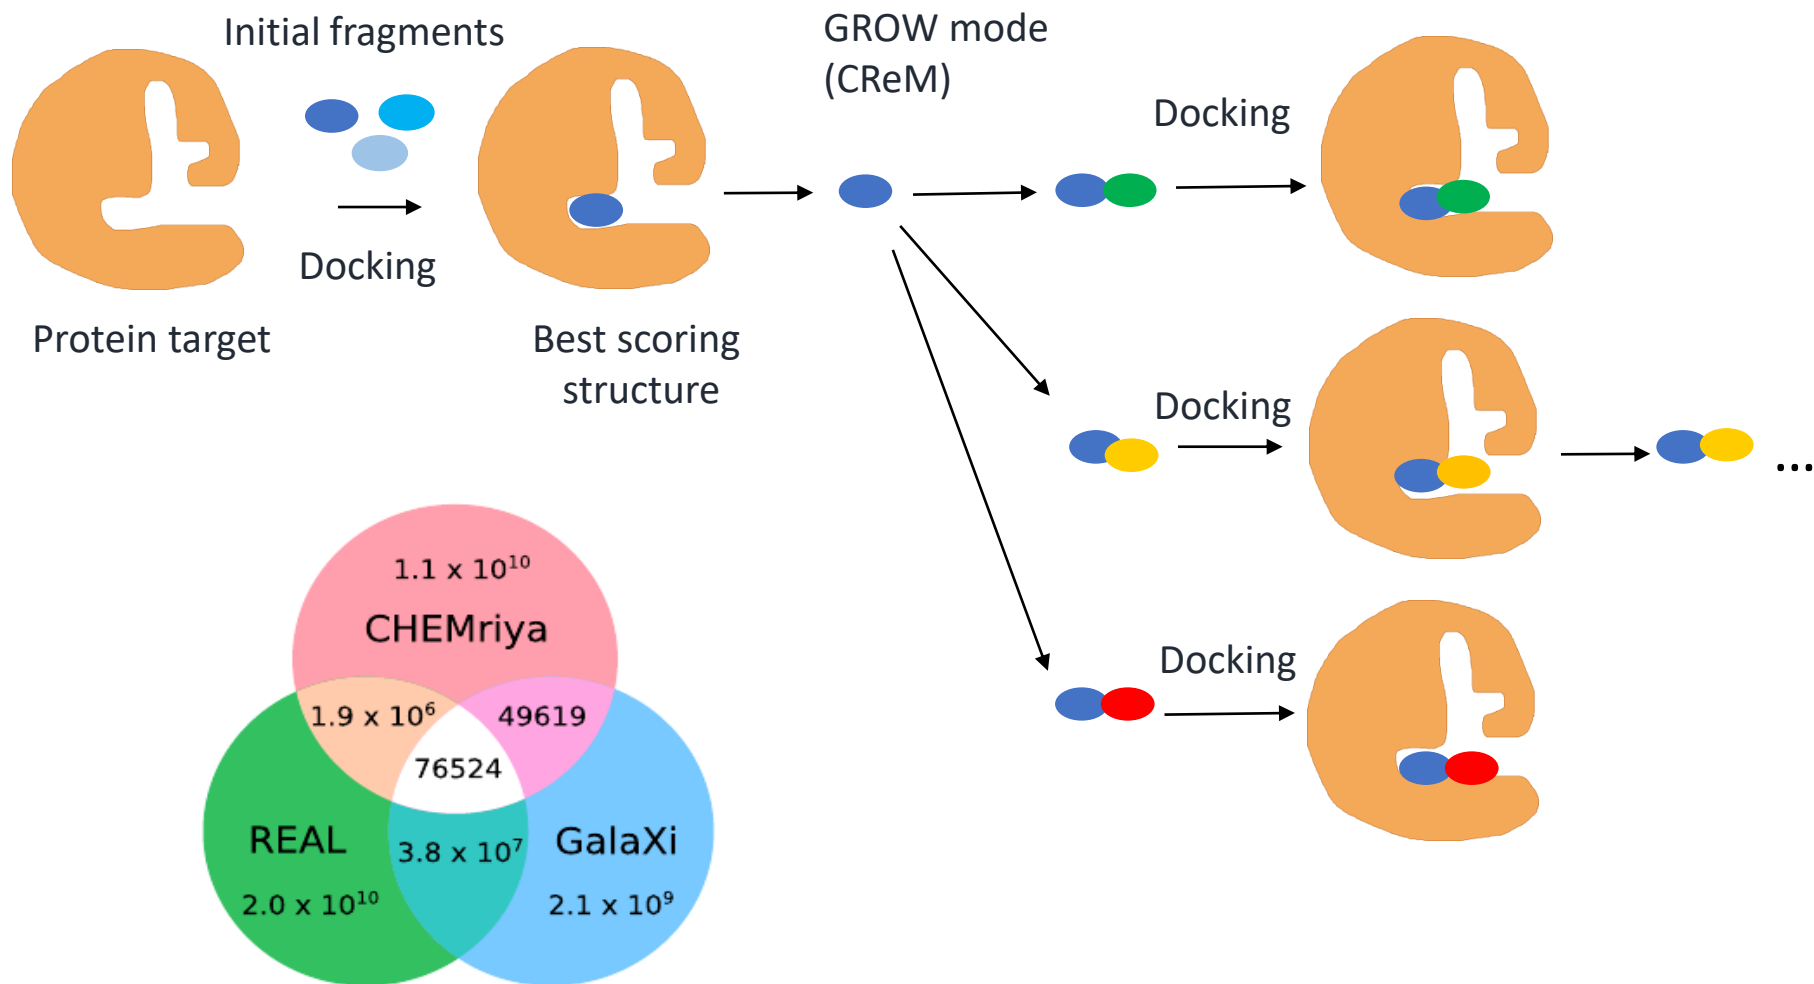 Initial fragments
GROW mode
(CReM)
Docking
Docking
Protein target
Best scoring
structure
Docking
...
Docking
1.1 x 10¹⁰
CHEMriya
1.9 x 10⁶
49619
76524
REAL
3.8 x 10⁷
GalaXi
2.0 x 10¹⁰
2.1 x 10⁹